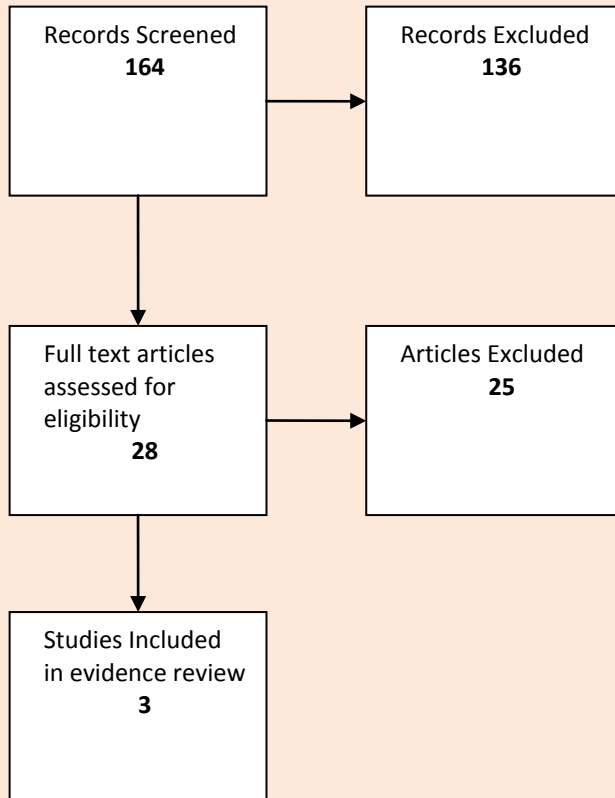 Records Screened
164
Records Excluded
136
Full text articles
assessed for
eligibility
28
Articles Excluded
25
Studies Included
in evidence review
3